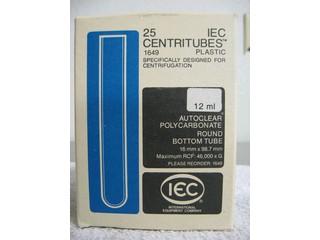 25 IEC
CENTRITUBES™
1649 PLASTIC
SPECIFICALLY DESIGNED FOR
CENTRIFUGATION
12 ml
AUTOCLEAR
POLYCARBONATE
ROUND
BOTTOM TUBE
16 mm x 98.7 mm
Maximum RCF: 46,000 x G
PLEASE REORDER: 1649
IEC
INTERNATIONAL
EQUIPMENT COMPANY